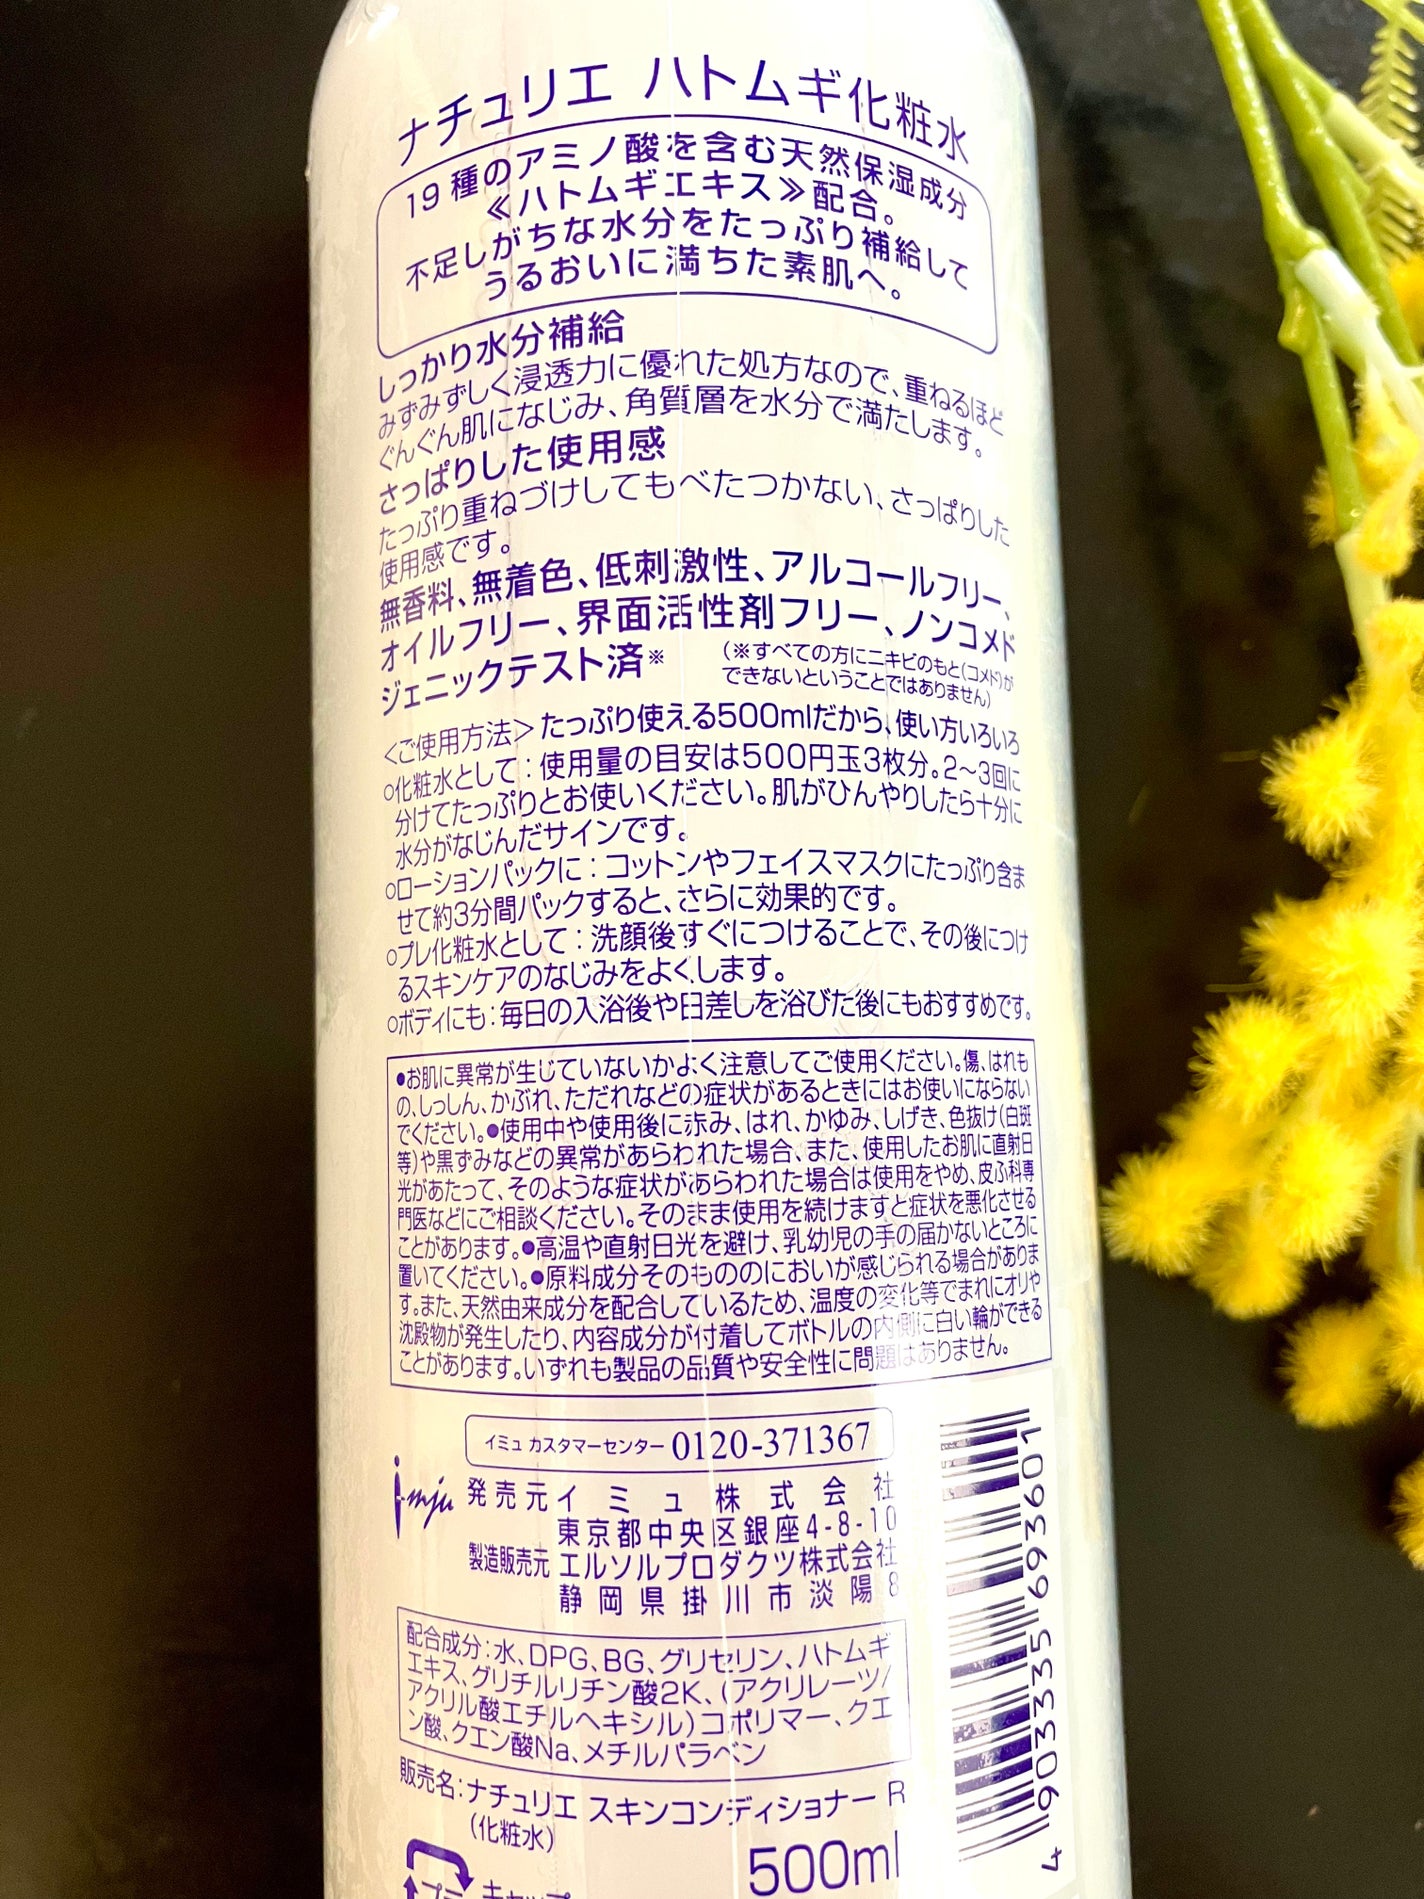 ナチュリエ ハトムギ化粧水
19種のアミノ酸を含む天然保湿成分
≪ハトムギエキス≫配合。
不足しがちな水分をたっぷり補給して
うるおいに満ちた素肌へ。
しっかり水分補給
みずみずしく浸透力に優れた処方なので、重ねるほど
ぐんぐん肌になじみ、角質層を水分で満たします。
さっぱりした使用感
たっぷり重ねづけしてもべたつかない、さっぱりした
使用感です。
無香料、無着色、低刺激性、アルコールフリー、
オイルフリー、界面活性剤フリー、ノンコメド
ジェニックテスト済※
(※すべての方にニキビのもと(コメド)が
できないということではありません)
<ご使用方法>たっぷり使える500mlだから、使い方いろいろ
○化粧水として:使用量の目安は500円玉3枚分。2〜3回に
分けてたっぷりとお使いください。肌がひんやりしたら十分に
水分がなじんだサインです。
○ローションパックに:コットンやフェイスマスクにたっぷり含ま
せて約3分間パックすると、さらに効果的です。
○プレ化粧水として:洗顔後すぐにつけることで、その後につけ
るスキンケアのなじみをよくします。
○ボディにも:毎日の入浴後や日差しを浴びた後にもおすすめです。
●お肌に異常が生じていないかよく注意してご使用ください。傷、はれも
の、しっしん、かぶれ、ただれなどの症状があるときにはお使いにならない
でください。●使用中や使用後に赤み、はれ、かゆみ、しげき、色抜け(白斑
等)や黒ずみなどの異常があらわれた場合、また、使用したお肌に直射日
光があたって、そのような症状があらわれた場合は使用をやめ、皮ふ科専
門医などにご相談ください。そのまま使用を続けますと症状を悪化させる
ことがあります。●高温や直射日光を避け、乳幼児の手の届かないところに
置いてください。●原料成分そのもののにおいが感じられる場合がありま
す。また、天然由来成分を配合しているため、温度の変化等でまれにオリや
沈殿物が発生したり、内容成分が付着してボトルの内側に白い輪ができる
ことがあります。いずれも製品の品質や安全性に問題はありません。
イミュ カスタマーセンター 0120-371367
i-mju
発売元 イミュ株式会社
東京都中央区銀座4-8-10
製造販売元 エルソルプロダクツ株式会社
静岡県掛川市淡陽8
配合成分:水、DPG、BG、グリセリン、ハトムギ
エキス、グリチルリチン酸2K、(アクリレーツ/
アクリル酸エチルヘキシル)コポリマー、クエ
ン酸、クエン酸Na、メチルパラベン
販売名:ナチュリエ スキンコンディショナー R
(化粧水)
500ml
4903335693601